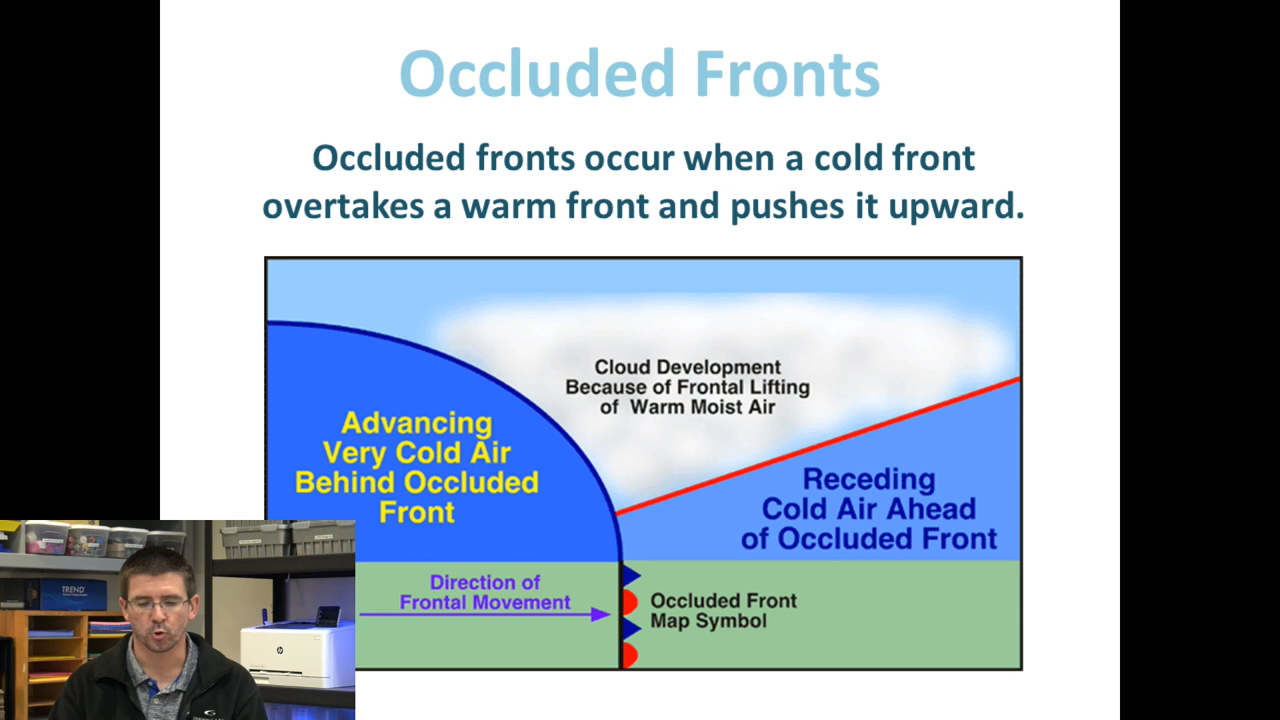 Occluded Fronts
Occluded fronts occur when a cold front
overtakes a warm front and pushes it upward.
Cloud Development
Because of Frontal Lifting
of Warm Moist Air
Advancing
Very Cold Air
Behind Occluded
Front
Receding
Cold Air Ahead
of Occluded Front
Direction of
Frontal Movement
Occluded Front
Map Symbol
TREND
hp